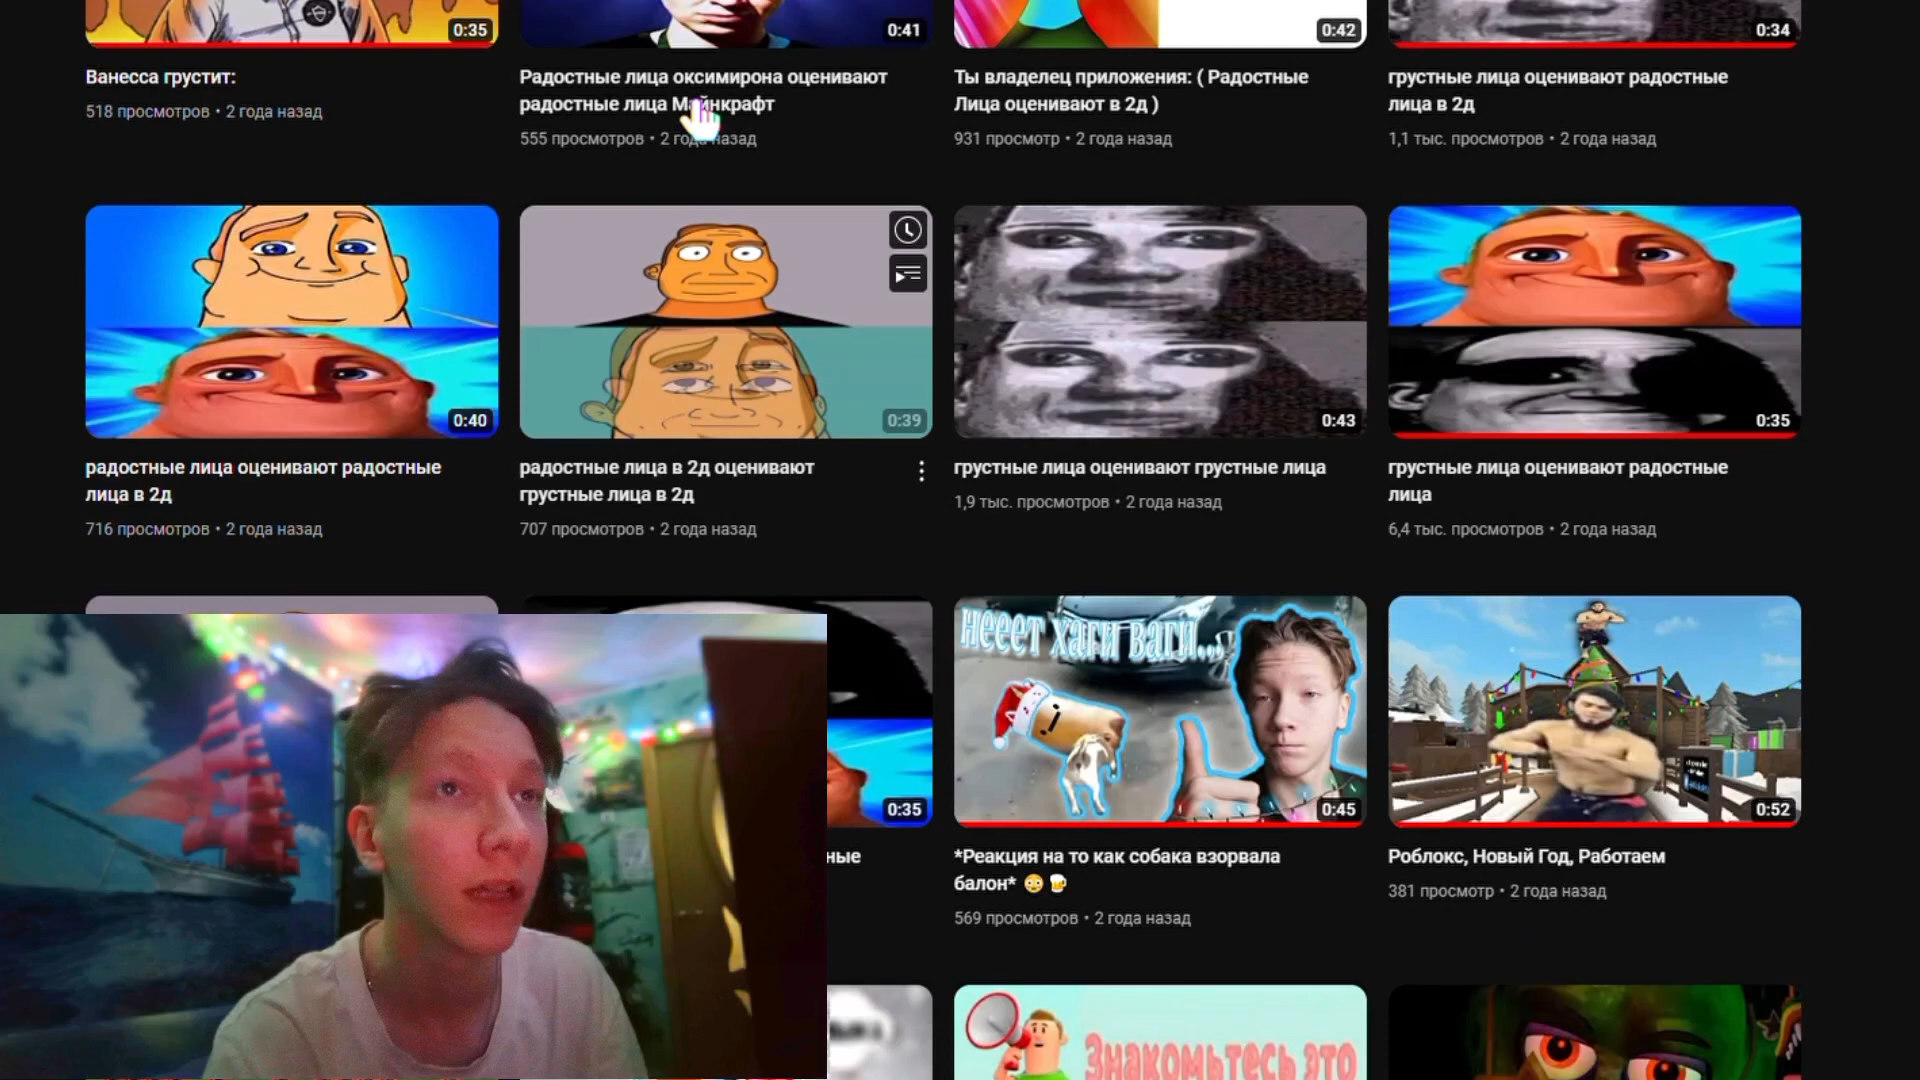 0:35
0:41
0:42
0:34
Ванесса грустит:
518 просмотров • 2 года назад
Радостные лица оксимирона оценивают
радостные лица Майнкрафт
555 просмотров • 2 года назад
Ты владелец приложения: ( Радостные
Лица оценивают в 2д )
931 просмотр • 2 года назад
грустные лица оценивают радостные
лица в 2д
1,1 тыс. просмотров • 2 года назад
0:40
0:39
0:43
0:35
радостные лица оценивают радостные
лица в 2д
716 просмотров • 2 года назад
радостные лица в 2д оценивают
грустные лица в 2д
707 просмотров • 2 года назад
грустные лица оценивают грустные лица
1,9 тыс. просмотров • 2 года назад
грустные лица оценивают радостные
лица
6,4 тыс. просмотров • 2 года назад
нееет хаги ваги...
0:35
0:45
0:52
ные
*Реакция на то как собака взорвала
балон* 😳🍺
569 просмотров • 2 года назад
Роблокс, Новый Год, Работаем
381 просмотр • 2 года назад
Знакомьтесь это